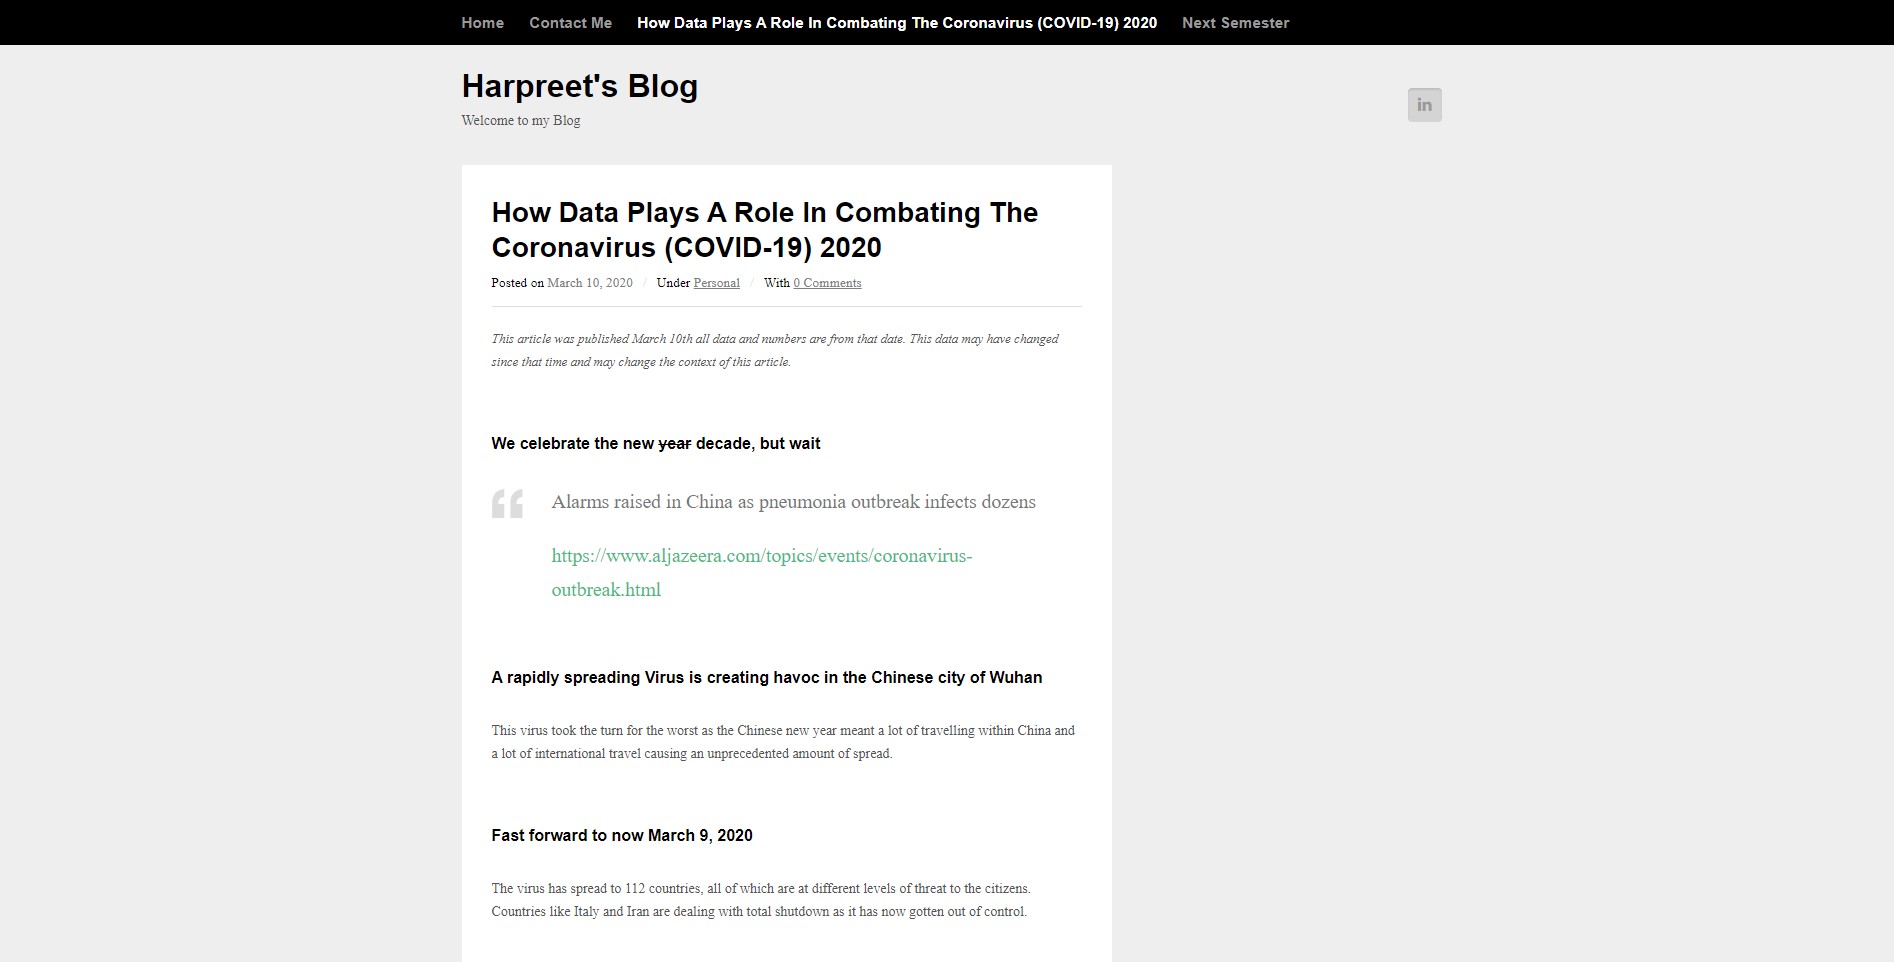 Home Contact Me How Data Plays A Role In Combating The Coronavirus (COVID-19) 2020 Next Semester
Harpreet's Blog
Welcome to my Blog
in
How Data Plays A Role In Combating The
Coronavirus (COVID-19) 2020
Posted on March 10, 2020 / Under Personal / With 0 Comments
This article was published March 10th all data and numbers are from that date. This data may have changed
since that time and may change the context of this article.
We celebrate the new year decade, but wait
Alarms raised in China as pneumonia outbreak infects dozens
https://www.aljazeera.com/topics/events/coronavirus-
outbreak.html
A rapidly spreading Virus is creating havoc in the Chinese city of Wuhan
This virus took the turn for the worst as the Chinese new year meant a lot of travelling within China and
a lot of international travel causing an unprecedented amount of spread.
Fast forward to now March 9, 2020
The virus has spread to 112 countries, all of which are at different levels of threat to the citizens.
Countries like Italy and Iran are dealing with total shutdown as it has now gotten out of control.